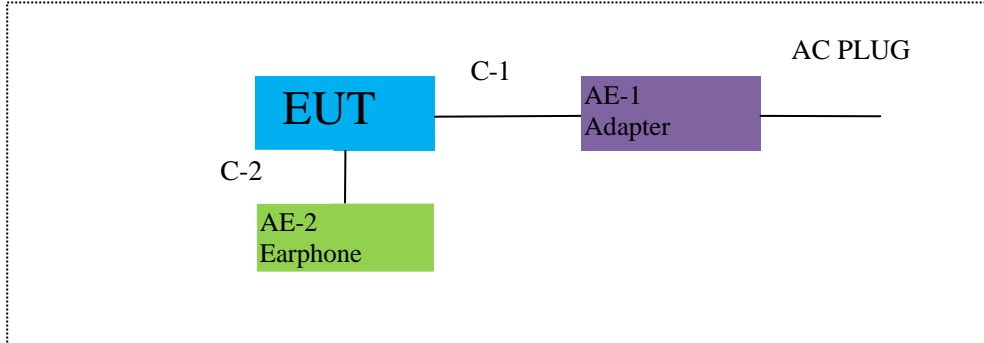 AC PLUG
C-1
EUT
AE-1
Adapter
C-2
AE-2
Earphone